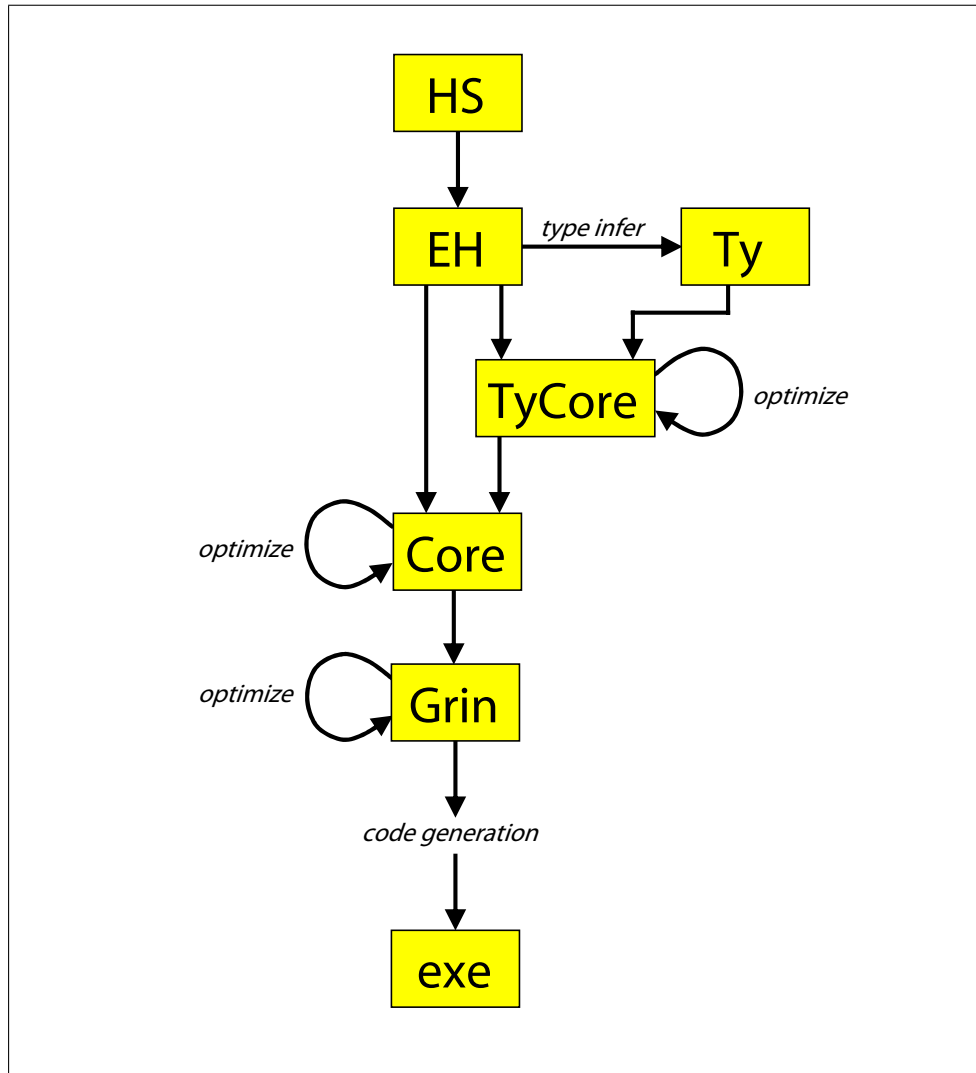 HS
EH
type infer
Ty
TyCore
optimize
optimize
Core
optimize
Grin
code generation
exe